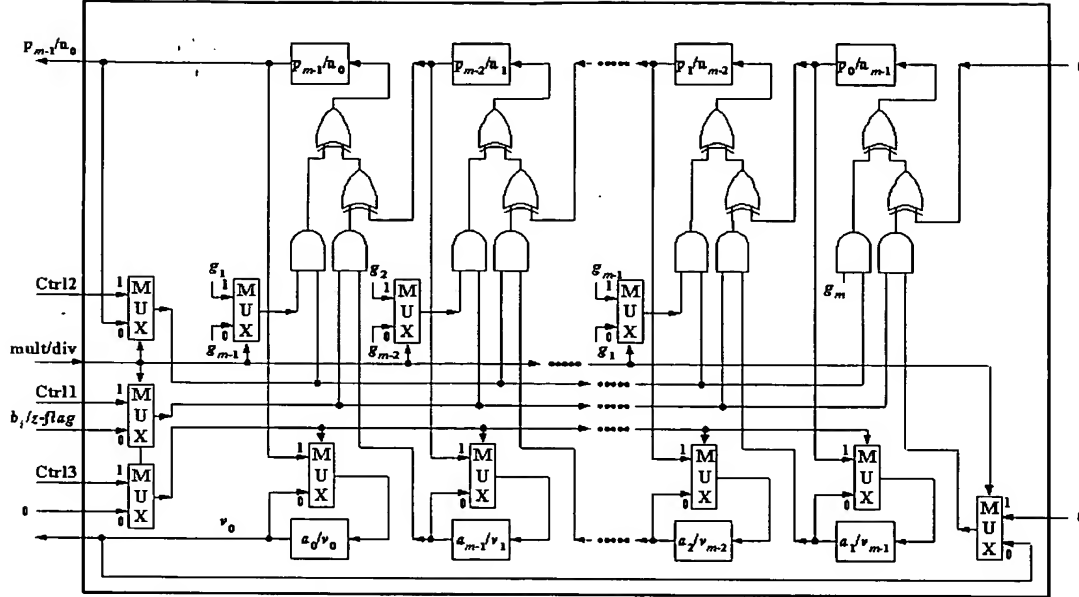 p_{m-1}/u_0
p_{m-1}/u_0
p_{m-2}/u_1
p_1/u_{m-2}
p_0/u_{m-1}
Ctrl2
1
0
M
U
X
g_1
1
0
M
U
X
g_{m-1}
g_2
1
0
M
U
X
g_{m-2}
g_{m-1}
1
0
M
U
X
g_1
g_m
mult/div
Ctrl1
1
0
M
U
X
b_i/z-flag
Ctrl3
1
0
M
U
X
0
1
0
M
U
X
1
0
M
U
X
1
0
M
U
X
1
0
M
U
X
M
U
X
1
0
v_0
a_0/v_0
a_{m-1}/v_1
a_2/v_{m-2}
a_1/v_{m-1}